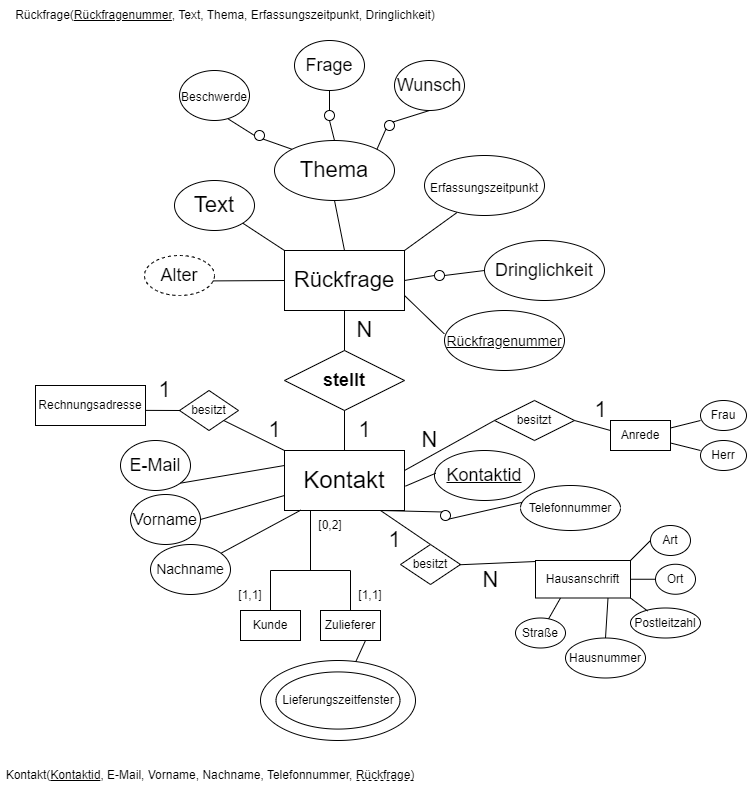 Rückfrage(Rückfragenummer, Text, Thema, Erfassungszeitpunkt, Dringlichkeit)
Frage
Beschwerde
Wunsch
Thema
Erfassungszeitpunkt
Text
Alter
Rückfrage
Dringlichkeit
N
Rückfragenummer
stellt
1
Rechnungsadresse
besitzt
1
1
N
besitzt
1
Anrede
Frau
Herr
E-Mail
Kontakt
Kontaktid
Vorname
Telefonnummer
[0,2]
Nachname
1
besitzt
N
Hausanschrift
Art
Ort
Postleitzahl
Straße
Hausnummer
[1,1]
[1,1]
Kunde
Zulieferer
Lieferungszeitfenster
Kontakt(Kontaktid, E-Mail, Vorname, Nachname, Telefonnummer, Rückfrage)